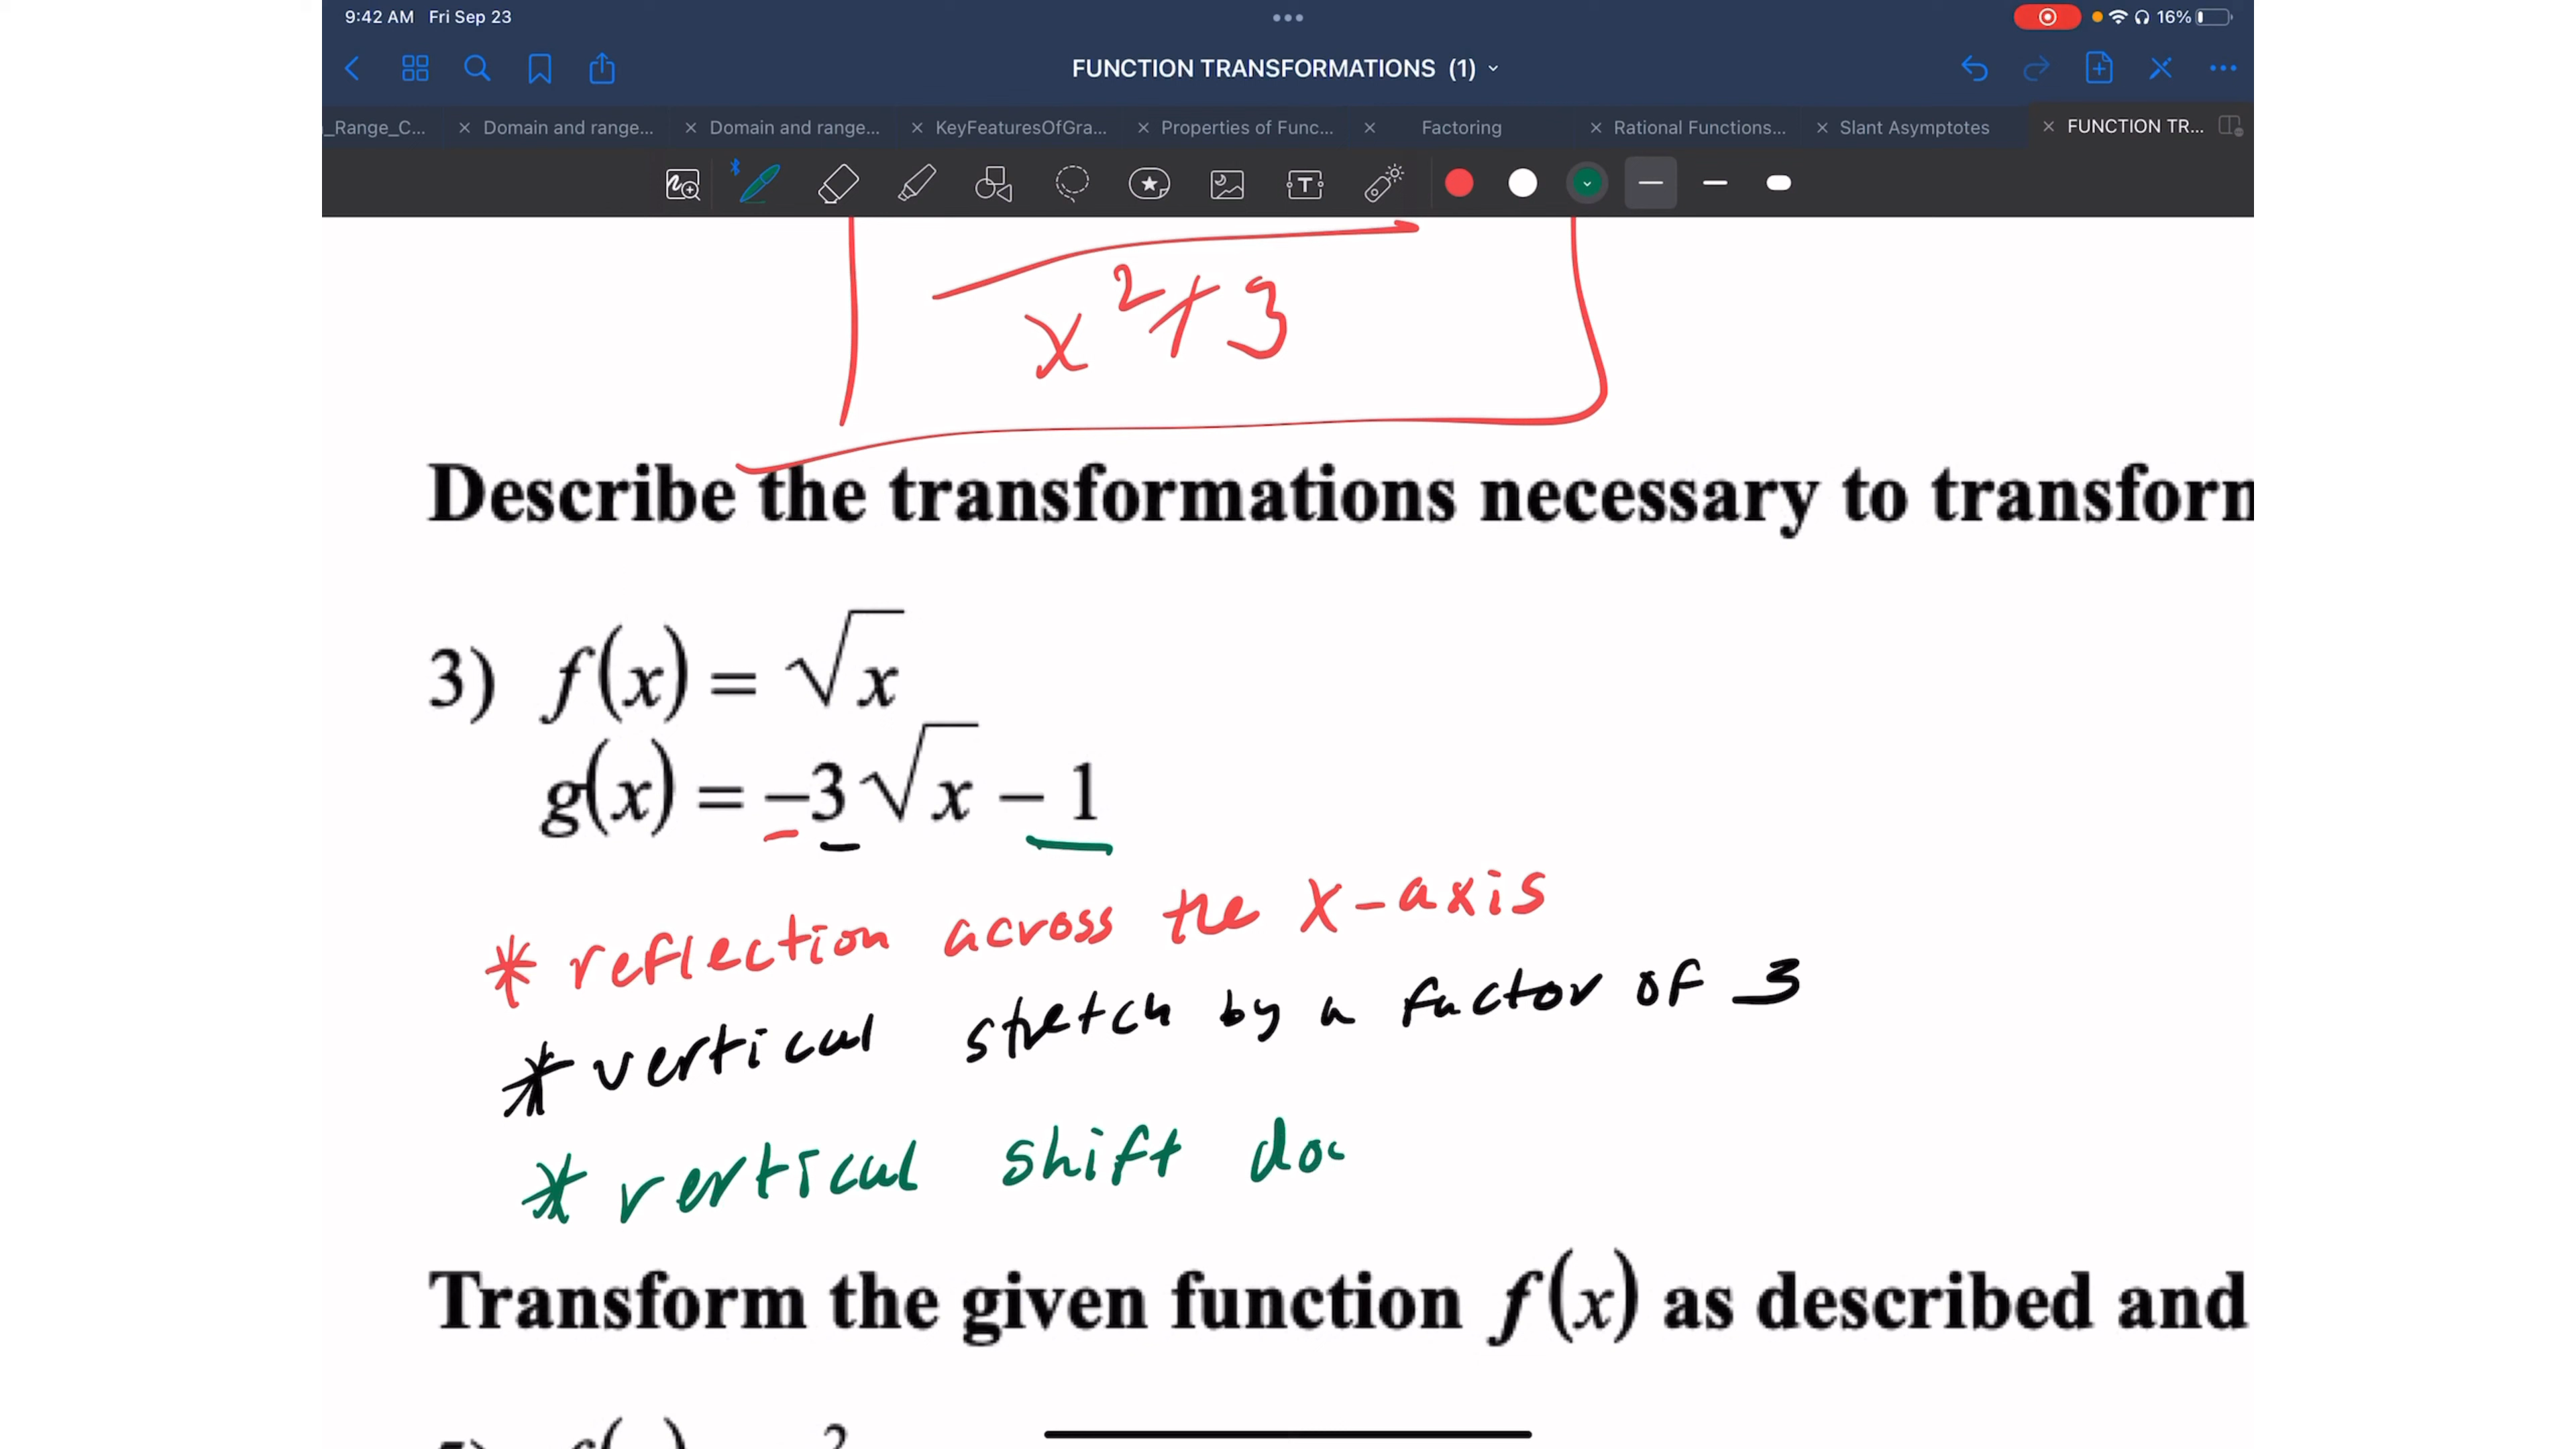 9:42 AM Fri Sep 23
16%
FUNCTION TRANSFORMATIONS (1)
_Range_C... Domain and range... Domain and range... KeyFeaturesOfGra... Properties of Func... Factoring Rational Functions... Slant Asymptotes FUNCTION TR...
x²+3
Describe the transformations necessary to transform
3) f(x) = √x
g(x) = -3√x - 1
* reflection across the x-axis
* vertical stretch by a factor of 3
* vertical shift do
Transform the given function f(x) as described and